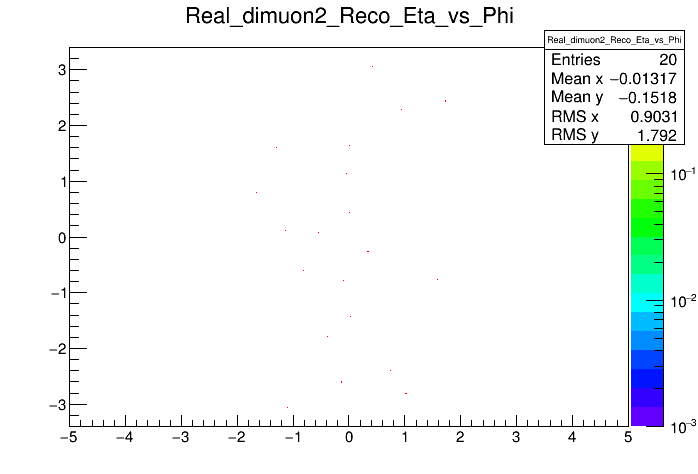 Real_dimuon2_Reco_Eta_vs_Phi
Real_dimuon2_Reco_Eta_vs_Phi
Entries 20
Mean x −0.01317
Mean y −0.1518
RMS x 0.9031
RMS y 1.792
3
2
1
0
−1
−2
−3
−5 −4 −3 −2 −1 0 1 2 3 4 5
10−1
10−2
10−3